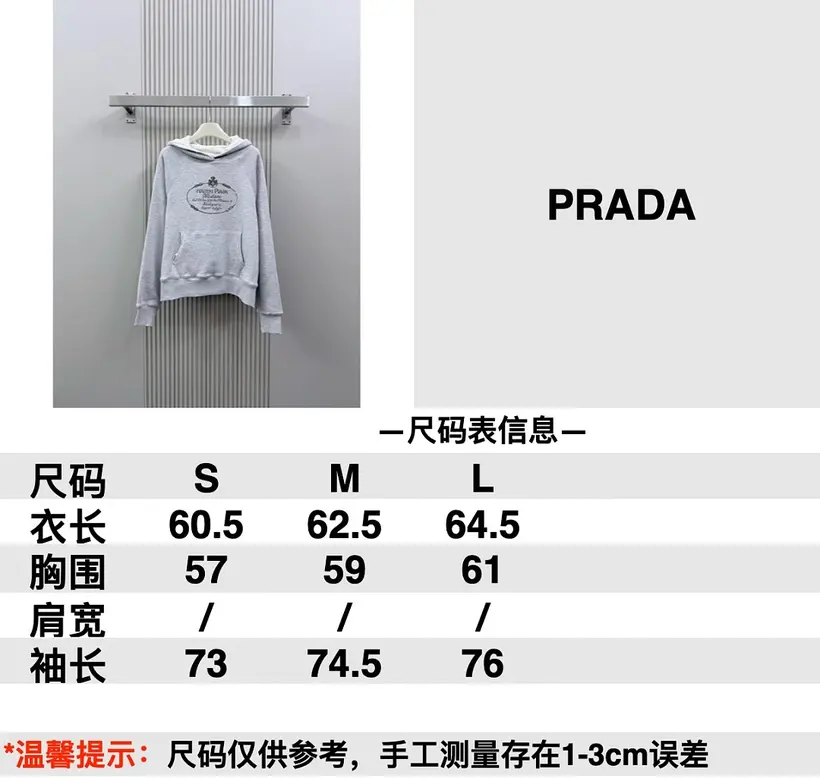 PRADA
—尺码表信息—
尺码 S M L
衣长 60.5 62.5 64.5
胸围 57 59 61
肩宽 / / /
袖长 73 74.5 76
*温馨提示：尺码仅供参考，手工测量存在1-3cm误差